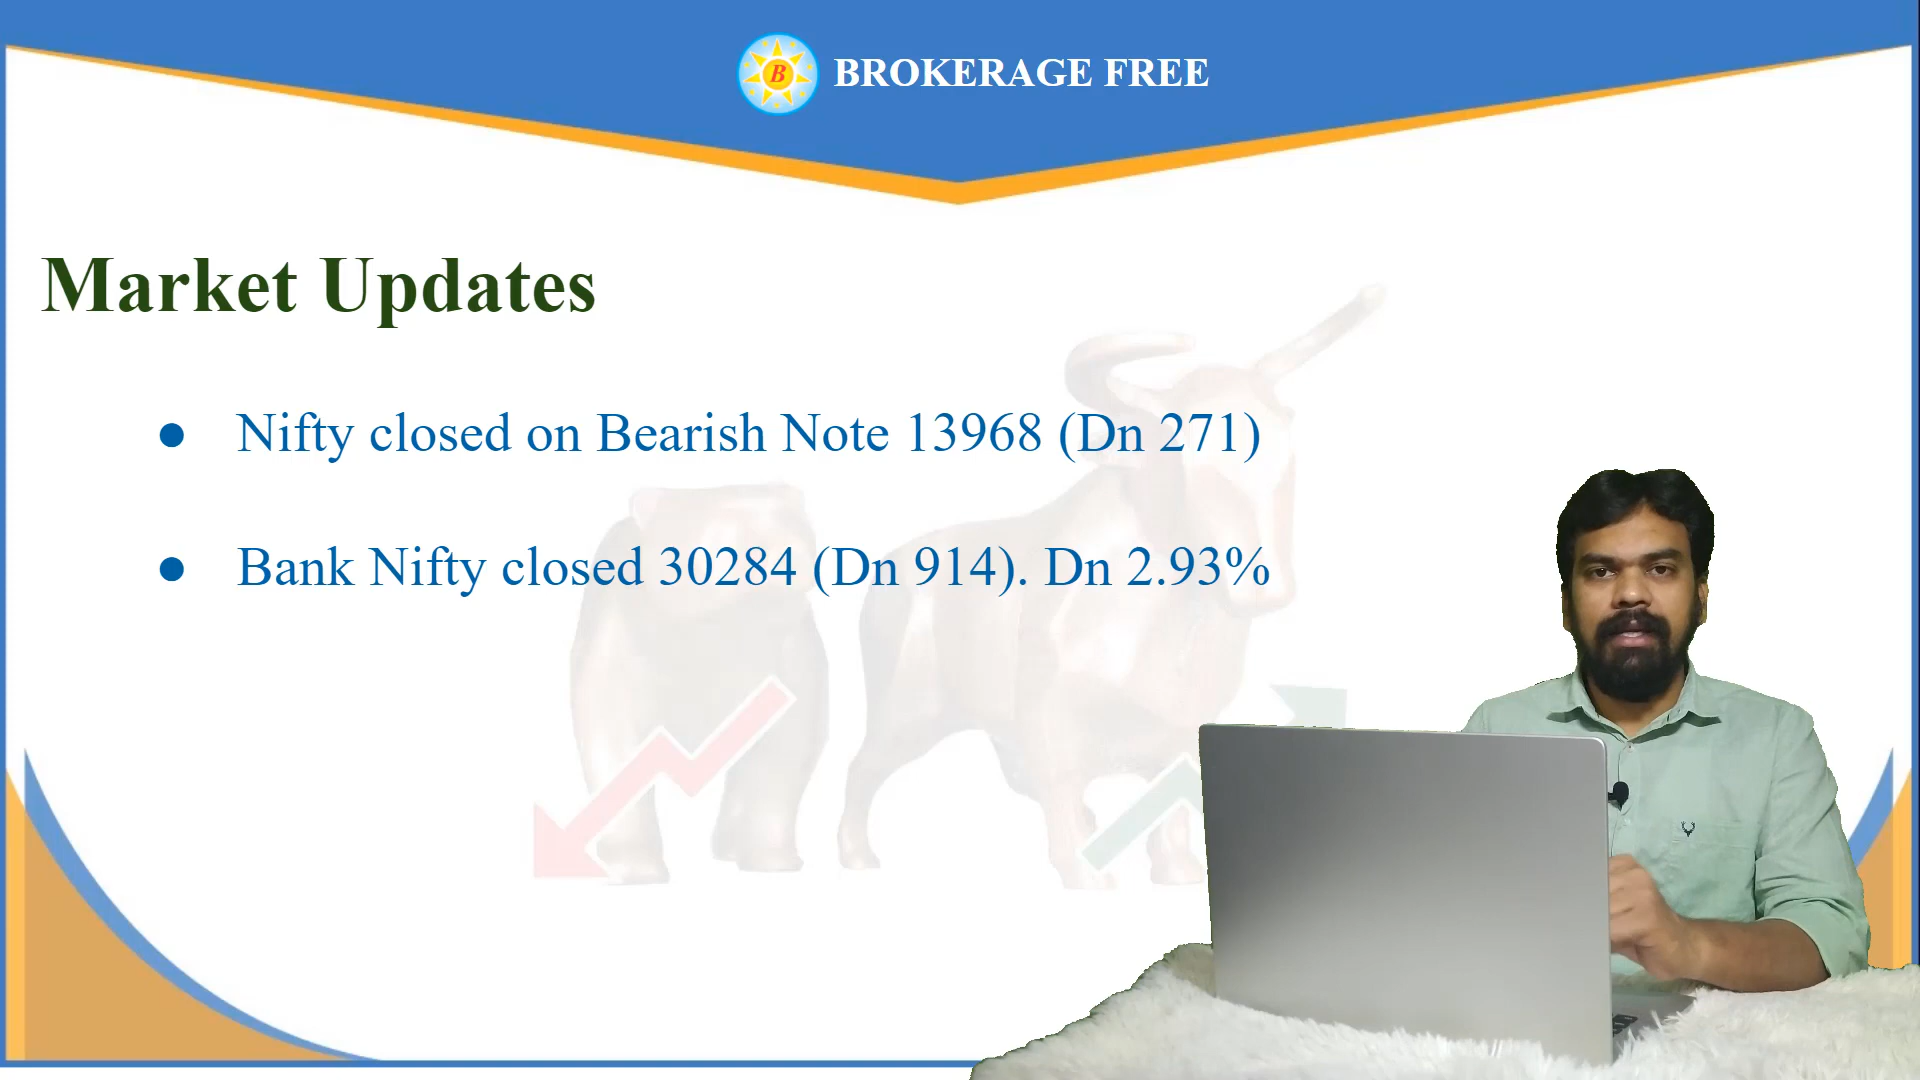 B
BROKERAGE FREE
Market Updates
● Nifty closed on Bearish Note 13968 (Dn 271)
● Bank Nifty closed 30284 (Dn 914). Dn 2.93%